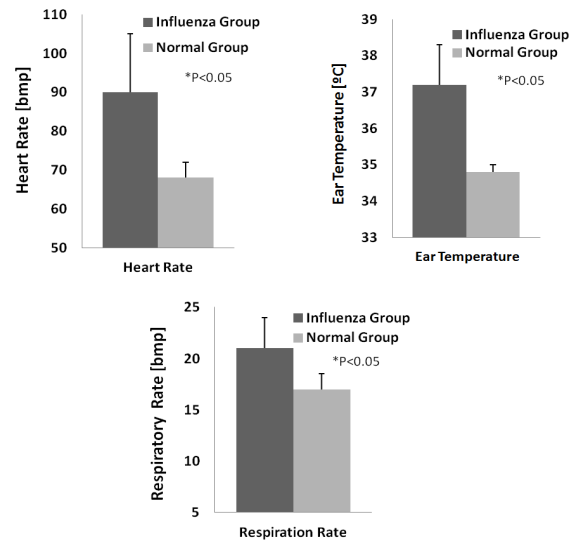 Heart Rate [bmp]
110
100
90
80
70
60
50
Influenza Group
Normal Group
*P<0.05
Heart Rate
Ear Temperature [ºC]
39
38
37
36
35
34
33
Influenza Group
Normal Group
*P<0.05
Ear Temperature
Respiratory Rate [bmp]
25
20
15
10
5
Influenza Group
Normal Group
*P<0.05
Respiration Rate